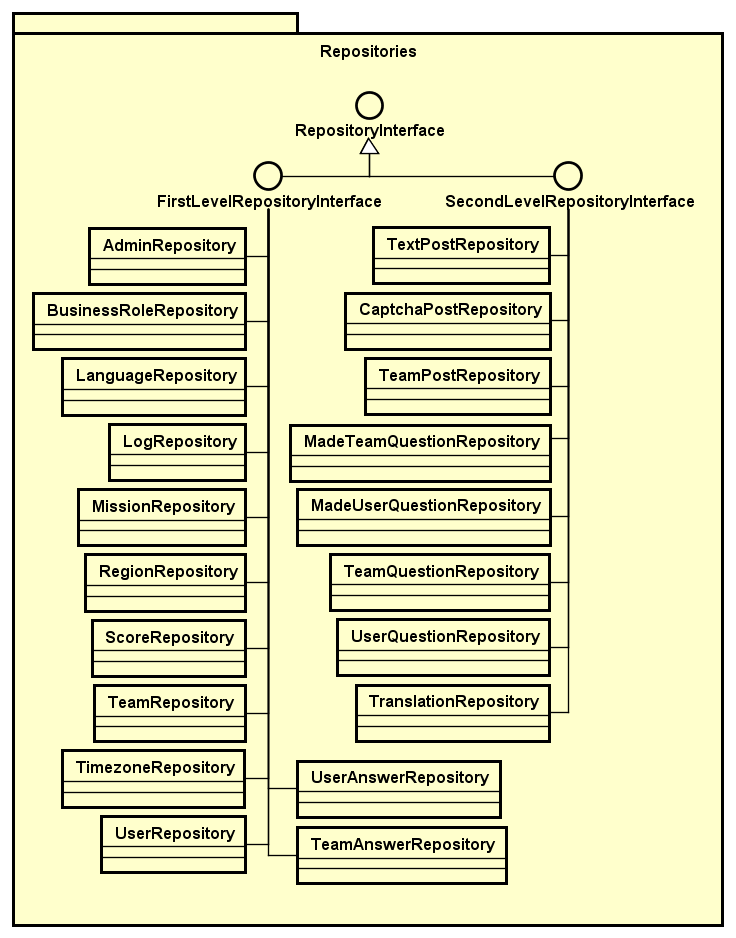 Repositories
RepositoryInterface
FirstLevelRepositoryInterface
SecondLevelRepositoryInterface
AdminRepository
BusinessRoleRepository
LanguageRepository
LogRepository
MissionRepository
RegionRepository
ScoreRepository
TeamRepository
TimezoneRepository
UserRepository
TextPostRepository
CaptchaPostRepository
TeamPostRepository
MadeTeamQuestionRepository
MadeUserQuestionRepository
TeamQuestionRepository
UserQuestionRepository
TranslationRepository
UserAnswerRepository
TeamAnswerRepository